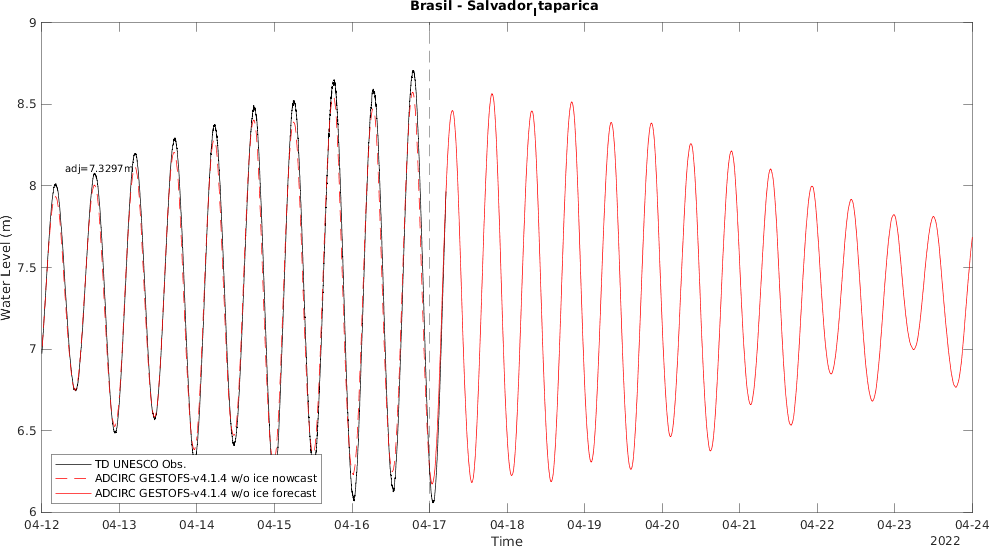 Brasil - Salvador_Itaparica
9
8.5
8
7.5
7
6.5
6
Water Level (m)
adj=7.3297m
TD UNESCO Obs.
ADCIRC GESTOFS-v4.1.4 w/o ice nowcast
ADCIRC GESTOFS-v4.1.4 w/o ice forecast
04-12 04-13 04-14 04-15 04-16 04-17 04-18 04-19 04-20 04-21 04-22 04-23 04-24
Time
2022